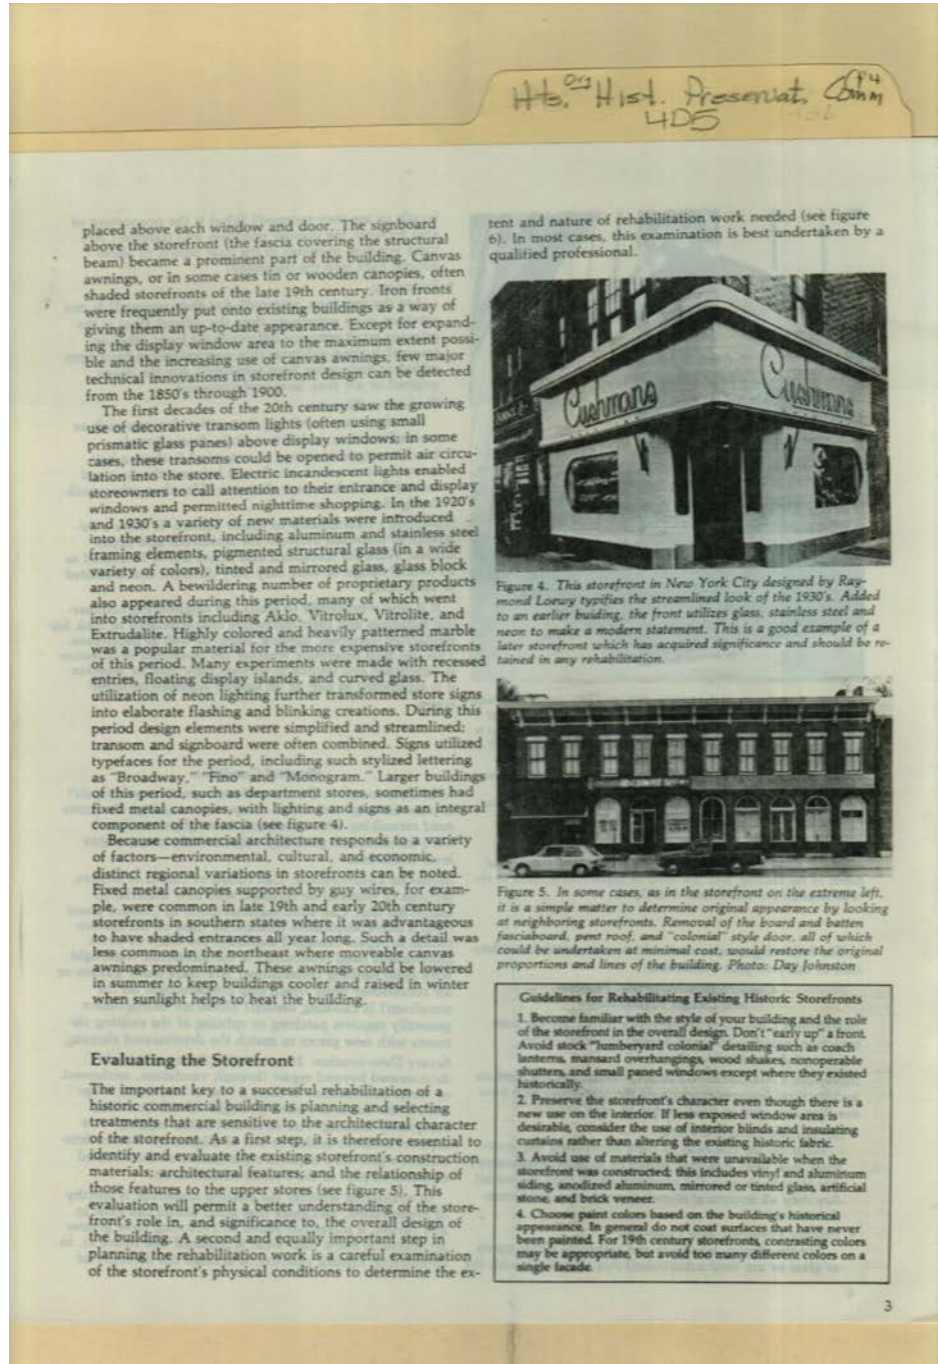 Hts. Org Hist. Preservat. Comm
4D5
placed above each window and door. The signboard
above the storefront (the fascia covering the structural
beam) became a prominent part of the building. Canvas
awnings, or in some cases tin or wooden canopies, often
shaded storefronts of the late 19th century. Iron fronts
were frequently put onto existing buildings as a way of
giving them an up-to-date appearance. Except for expand-
ing the display window area to the maximum extent possi-
ble and the increasing use of canvas awnings, few major
technical innovations in storefront design can be detected
from the 1850's through 1900.
The first decades of the 20th century saw the growing
use of decorative transom lights (often using small
prismatic glass panes) above display windows; in some
cases, these transoms could be opened to permit air circu-
lation into the store. Electric incandescent lights enabled
storeowners to call attention to their entrance and display
windows and permitted nighttime shopping. In the 1920's
and 1930's a variety of new materials were introduced
into the storefront, including aluminum and stainless steel
framing elements, pigmented structural glass (in a wide
variety of colors), tinted and mirrored glass, glass block
and neon. A bewildering number of proprietary products
also appeared during this period, many of which went
into storefronts including Aklo, Vitrolux, Vitrolite, and
Extrudalite. Highly colored and heavily patterned marble
was a popular material for the more expensive storefronts
of this period. Many experiments were made with recessed
entries, floating display islands, and curved glass. The
utilization of neon lighting further transformed store signs
into elaborate flashing and blinking creations. During this
period design elements were simplified and streamlined;
transom and signboard were often combined. Signs utilized
typefaces for the period, including such stylized lettering
as "Broadway," "Fino" and "Monogram." Larger buildings
of this period, such as department stores, sometimes had
fixed metal canopies, with lighting and signs as an integral
component of the fascia (see figure 4).
Because commercial architecture responds to a variety
of factors—environmental, cultural, and economic,
distinct regional variations in storefronts can be noted.
Fixed metal canopies supported by guy wires, for exam-
ple, were common in late 19th and early 20th century
storefronts in southern states where it was advantageous
to have shaded entrances all year long. Such a detail was
less common in the northeast where moveable canvas
awnings predominated. These awnings could be lowered
in summer to keep buildings cooler and raised in winter
when sunlight helps to heat the building.
Evaluating the Storefront
The important key to a successful rehabilitation of a
historic commercial building is planning and selecting
treatments that are sensitive to the architectural character
of the storefront. As a first step, it is therefore essential to
identify and evaluate the existing storefront's construction
materials; architectural features; and the relationship of
those features to the upper stores (see figure 5). This
evaluation will permit a better understanding of the store-
front's role in, and significance to, the overall design of
the building. A second and equally important step in
planning the rehabilitation work is a careful examination
of the storefront's physical conditions to determine the ex-
tent and nature of rehabilitation work needed (see figure
6). In most cases, this examination is best undertaken by a
qualified professional.
Cushmans
Cushmans
Figure 4. This storefront in New York City designed by Ray-
mond Loewy typifies the streamlined look of the 1930's. Added
to an earlier buiding, the front utilizes glass, stainless steel and
neon to make a modern statement. This is a good example of a
later storefront which has acquired significance and should be re-
tained in any rehabilitation.
Figure 5. In some cases, as in the storefront on the extreme left,
it is a simple matter to determine original appearance by looking
at neighboring storefronts. Removal of the board and batten
fasciaboard, pent roof, and "colonial" style door, all of which
could be undertaken at minimal cost, would restore the original
proportions and lines of the building. Photo: Day Johnston
Guidelines for Rehabilitating Existing Historic Storefronts
1. Become familiar with the style of your building and the role
of the storefront in the overall design. Don't "early up" a front.
Avoid stock "lumberyard colonial" detailing such as coach
lanterns, mansard overhangings, wood shakes, nonoperable
shutters, and small paned windows except where they existed
historically.
2. Preserve the storefront's character even though there is a
new use on the interior. If less exposed window area is
desirable, consider the use of interior blinds and insulating
curtains rather than altering the existing historic fabric.
3. Avoid use of materials that were unavailable when the
storefront was constructed; this includes vinyl and aluminum
siding, anodized aluminum, mirrored or tinted glass, artificial
stone, and brick veneer.
4. Choose paint colors based on the building's historical
appearance. In general do not coat surfaces that have never
been painted. For 19th century storefronts, contrasting colors
may be appropriate, but avoid too many different colors on a
single facade.
3